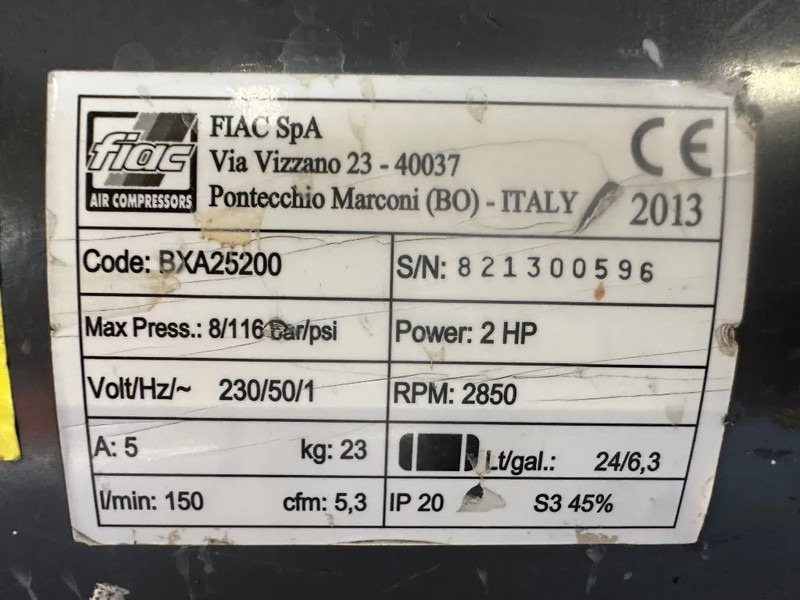 fiac
AIR COMPRESSORS
FIAC SpA
Via Vizzano 23 - 40037
Pontecchio Marconi (BO) - ITALY
CE
2013
Code: BXA25200
S/N: 821300596
Max Press.: 8/116 Bar/psi
Power: 2 HP
Volt/Hz/~ 230/50/1
RPM: 2850
A: 5 kg: 23
Lt/gal.: 24/6,3
l/min: 150 cfm: 5,3
IP 20 S3 45%